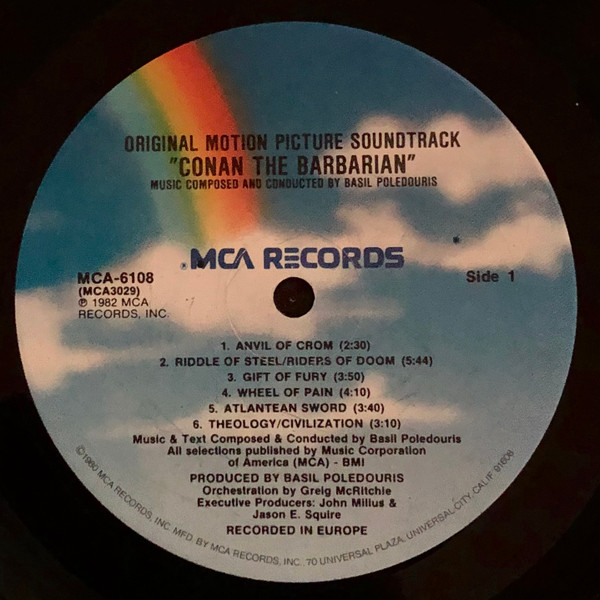 ORIGINAL MOTION PICTURE SOUNDTRACK
"CONAN THE BARBARIAN"
MUSIC COMPOSED AND CONDUCTED BY BASIL POLEDOURIS
®MCA RECORDS
MCA-6108
(MCA3029)
℗ 1982 MCA
RECORDS, INC.
Side 1
1. ANVIL OF CROM (2:30)
2. RIDDLE OF STEEL/RIDERS OF DOOM (5:44)
3. GIFT OF FURY (3:50)
4. WHEEL OF PAIN (4:10)
5. ATLANTEAN SWORD - (3:40)
6. THEOLOGY/CIVILIZATION (3:10)
Music & Text Composed & Conducted by Basil Poledouris
All selections published by Music Corporation
of America (MCA) - BMI
PRODUCED BY BASIL POLEDOURIS
Orchestration by Greig McRitchie
Executive Producers: John Milius &
Jason E. Squire
RECORDED IN EUROPE
©1980 MCA RECORDS, INC. MFD. BY MCA RECORDS, INC. 70 UNIVERSAL PLAZA, UNIVERSAL CITY, CALIF. 91608